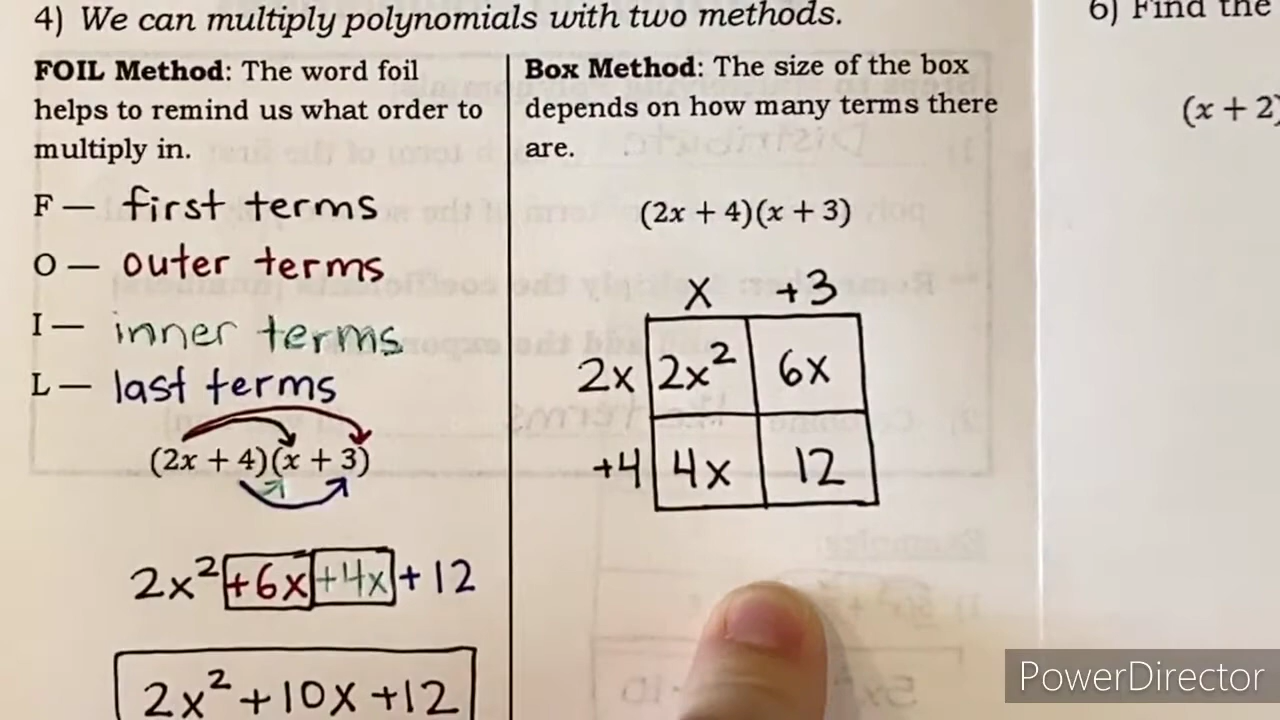 4) We can multiply polynomials with two methods.
FOIL Method: The word foil
helps to remind us what order to
multiply in.
F — first terms
O — outer terms
I — inner terms
L — last terms
(2x + 4)(x + 3)
2x² +6x +4x + 12
2x² + 10x + 12
Box Method: The size of the box
depends on how many terms there
are.
(2x + 4)(x + 3)
x +3
2x 2x² 6x
+4 4x 12
6) Find the
(x + 2)
PowerDirector